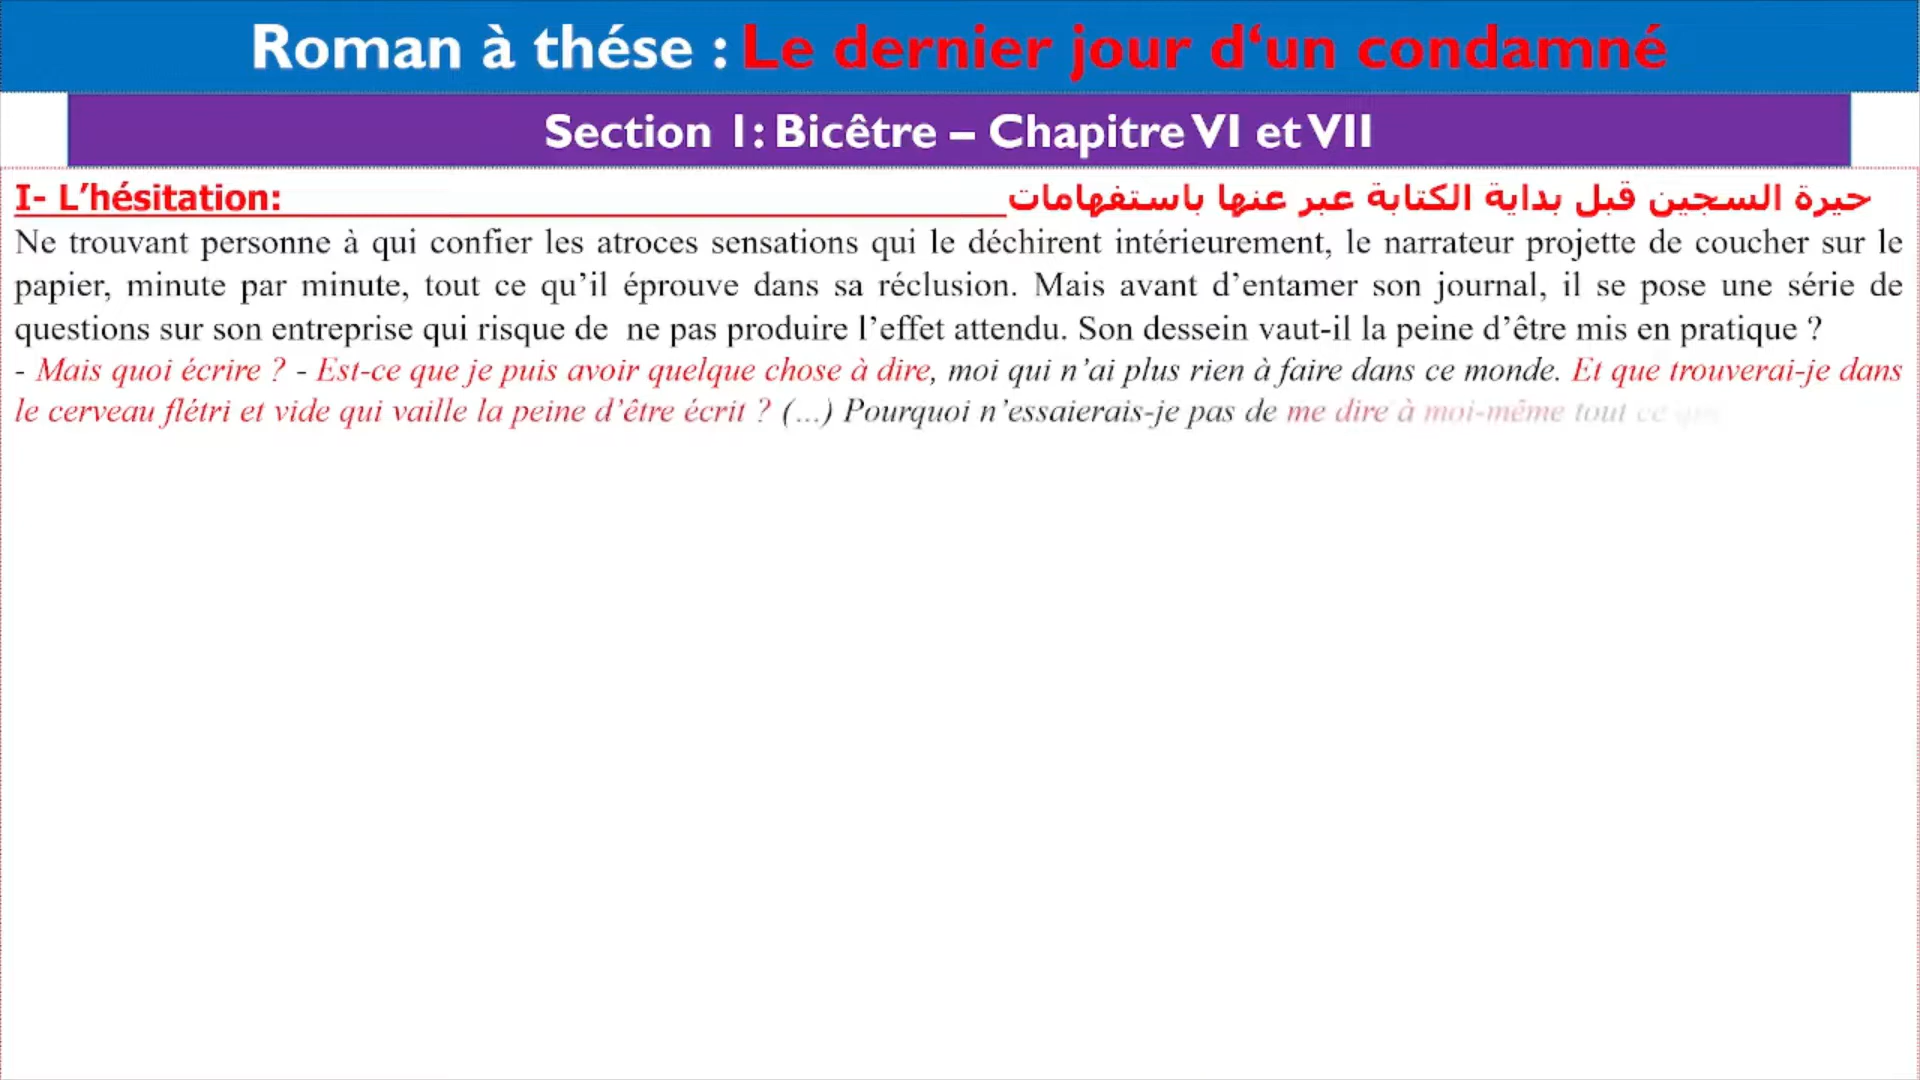 Roman à thése : Le dernier jour d‘un condamné
Section 1: Bicêtre – Chapitre VI et VII
I- L’hésitation: حيرة السجين قبل بداية الكتابة عبر عنها باستفهامات
Ne trouvant personne à qui confier les atroces sensations qui le déchirent intérieurement, le narrateur projette de coucher sur le
papier, minute par minute, tout ce qu’il éprouve dans sa réclusion. Mais avant d’entamer son journal, il se pose une série de
questions sur son entreprise qui risque de ne pas produire l’effet attendu. Son dessein vaut-il la peine d’être mis en pratique ?
- Mais quoi écrire ? - Est-ce que je puis avoir quelque chose à dire, moi qui n’ai plus rien à faire dans ce monde. Et que trouverai-je dans
le cerveau flétri et vide qui vaille la peine d’être écrit ? (...) Pourquoi n’essaierais-je pas de me dire à moi-même tout ce